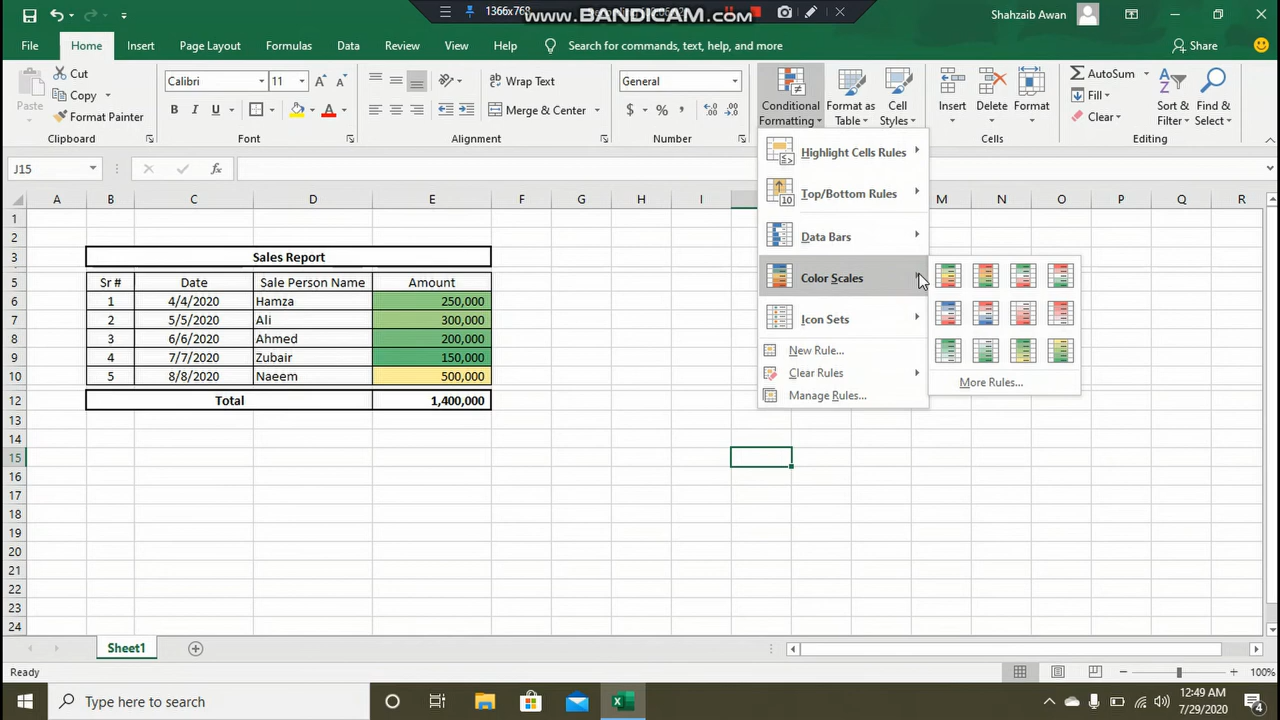 1366x768
www.BANDICAM.com
Shahzaib Awan
File Home Insert Page Layout Formulas Data Review View Help Search for commands, text, help, and more Share
Paste
Cut
Copy
Format Painter
Clipboard
Calibri 11
B I U
Font
Wrap Text
Merge & Center
Alignment
General
$ % ,
Number
Conditional Formatting
Format as Table
Cell Styles
Insert Delete Format
Cells
AutoSum
Fill
Clear
Sort & Filter
Find & Select
Editing
J15
fx
Highlight Cells Rules
Top/Bottom Rules
Data Bars
Color Scales
Icon Sets
New Rule...
Clear Rules
Manage Rules...
More Rules...
A B C D E F G H I M N O P Q R
1
2
3 Sales Report
5 Sr # Date Sale Person Name Amount
6 1 4/4/2020 Hamza 250,000
7 2 5/5/2020 Ali 300,000
8 3 6/6/2020 Ahmed 200,000
9 4 7/7/2020 Zubair 150,000
10 5 8/8/2020 Naeem 500,000
12 Total 1,400,000
13
14
15
16
17
18
19
20
21
22
23
24
Sheet1
Ready
100%
Type here to search
12:49 AM
7/29/2020
4